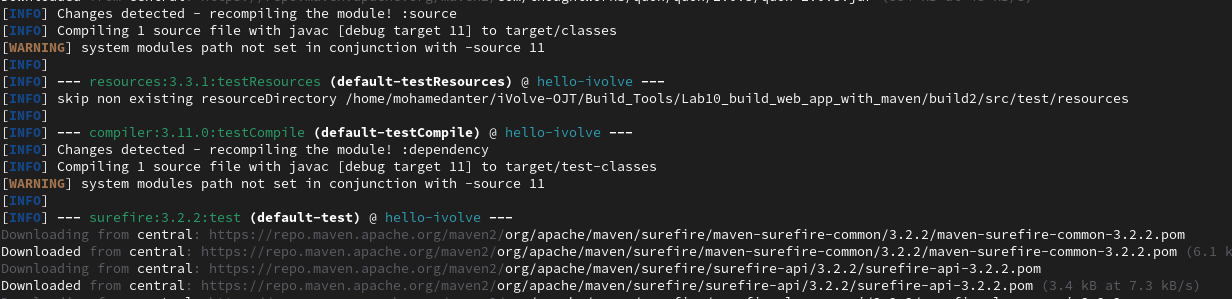 [INFO] Changes detected - recompiling the module! :source
[INFO] Compiling 1 source file with javac [debug target 11] to target/classes
[WARNING] system modules path not set in conjunction with -source 11
[INFO]
[INFO] --- resources:3.3.1:testResources (default-testResources) @ hello-ivolve ---
[INFO] skip non existing resourceDirectory /home/mohamedanter/iVolve-OJT/Build_Tools/Lab10_build_web_app_with_maven/build2/src/test/resources
[INFO]
[INFO] --- compiler:3.11.0:testCompile (default-testCompile) @ hello-ivolve ---
[INFO] Changes detected - recompiling the module! :dependency
[INFO] Compiling 1 source file with javac [debug target 11] to target/test-classes
[WARNING] system modules path not set in conjunction with -source 11
[INFO]
[INFO] --- surefire:3.2.2:test (default-test) @ hello-ivolve ---
Downloading from central: https://repo.maven.apache.org/maven2/org/apache/maven/surefire/maven-surefire-common/3.2.2/maven-surefire-common-3.2.2.pom
Downloaded from central: https://repo.maven.apache.org/maven2/org/apache/maven/surefire/maven-surefire-common/3.2.2/maven-surefire-common-3.2.2.pom (6.1 k
Downloading from central: https://repo.maven.apache.org/maven2/org/apache/maven/surefire/surefire-api/3.2.2/surefire-api-3.2.2.pom
Downloaded from central: https://repo.maven.apache.org/maven2/org/apache/maven/surefire/surefire-api/3.2.2/surefire-api-3.2.2.pom (3.4 kB at 7.3 kB/s)